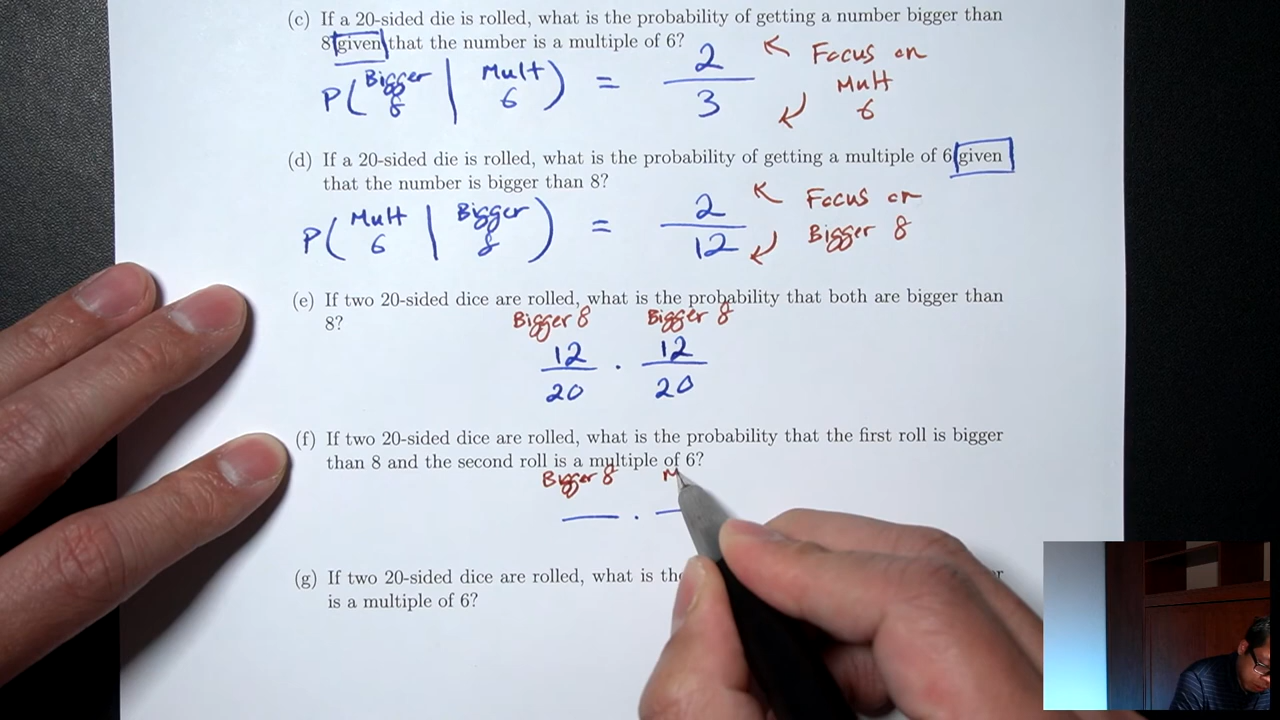 (c) If a 20-sided die is rolled, what is the probability of getting a number bigger than
8 given that the number is a multiple of 6?
P( Bigger 8 | Mult 6 ) = 2/3
Focus on
Mult
6
(d) If a 20-sided die is rolled, what is the probability of getting a multiple of 6 given
that the number is bigger than 8?
P( Mult 6 | Bigger 8 ) = 2/12
Focus on
Bigger 8
(e) If two 20-sided dice are rolled, what is the probability that both are bigger than
8?
Bigger 8 Bigger 8
12/20 · 12/20
(f) If two 20-sided dice are rolled, what is the probability that the first roll is bigger
than 8 and the second roll is a multiple of 6?
Bigger 8 M
(g) If two 20-sided dice are rolled, what is the
is a multiple of 6?